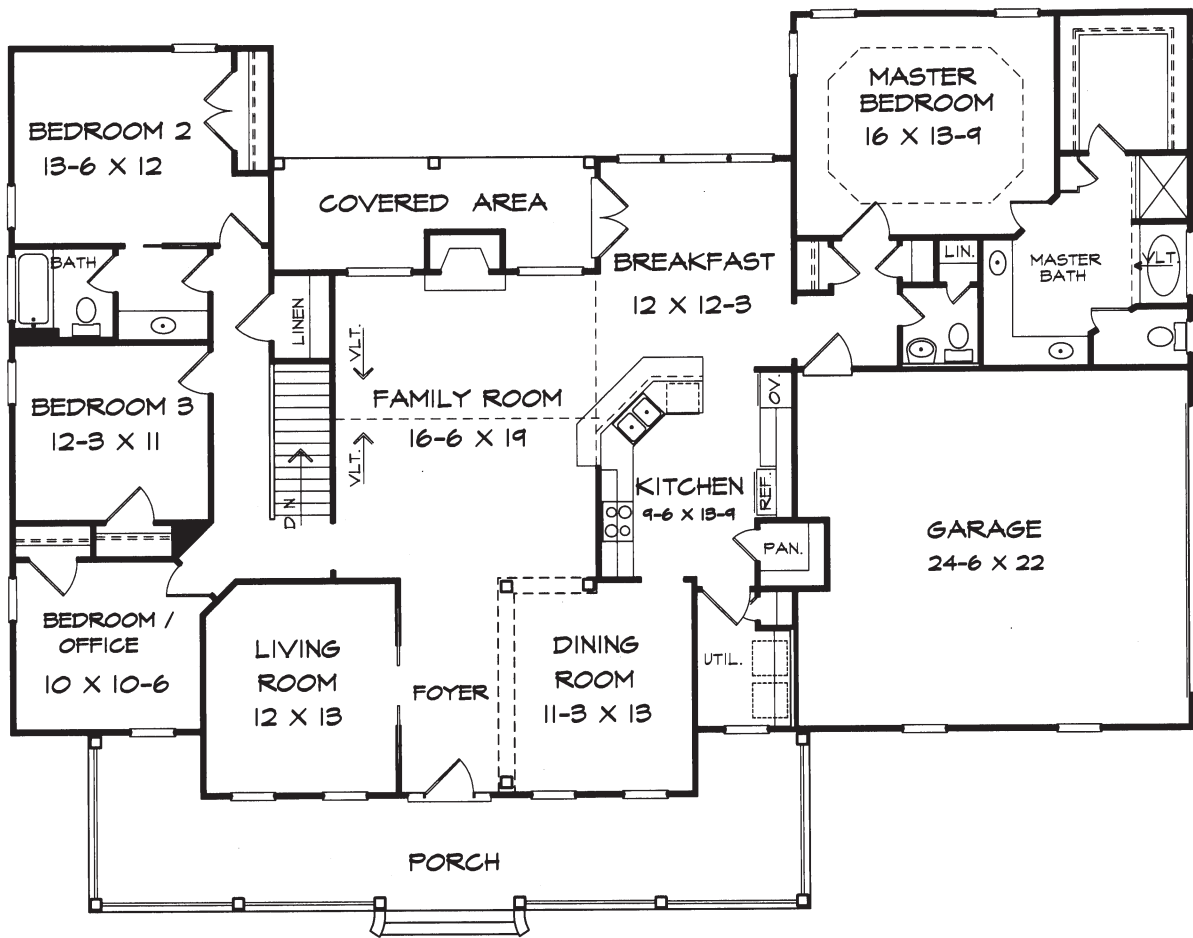 MASTER
BEDROOM
16 X 13-9
BEDROOM 2
13-6 X 12
COVERED AREA
BATH
BREAKFAST
12 X 12-3
LIN.
MASTER
BATH
VLT.
LINEN
VLT.
FAMILY ROOM
16-6 X 19
VLT.
OV.
BEDROOM 3
12-3 X 11
DN
KITCHEN
9-6 X 13-9
REF.
PAN.
GARAGE
24-6 X 22
BEDROOM /
OFFICE
10 X 10-6
LIVING
ROOM
12 X 13
FOYER
DINING
ROOM
11-3 X 13
UTIL.
PORCH